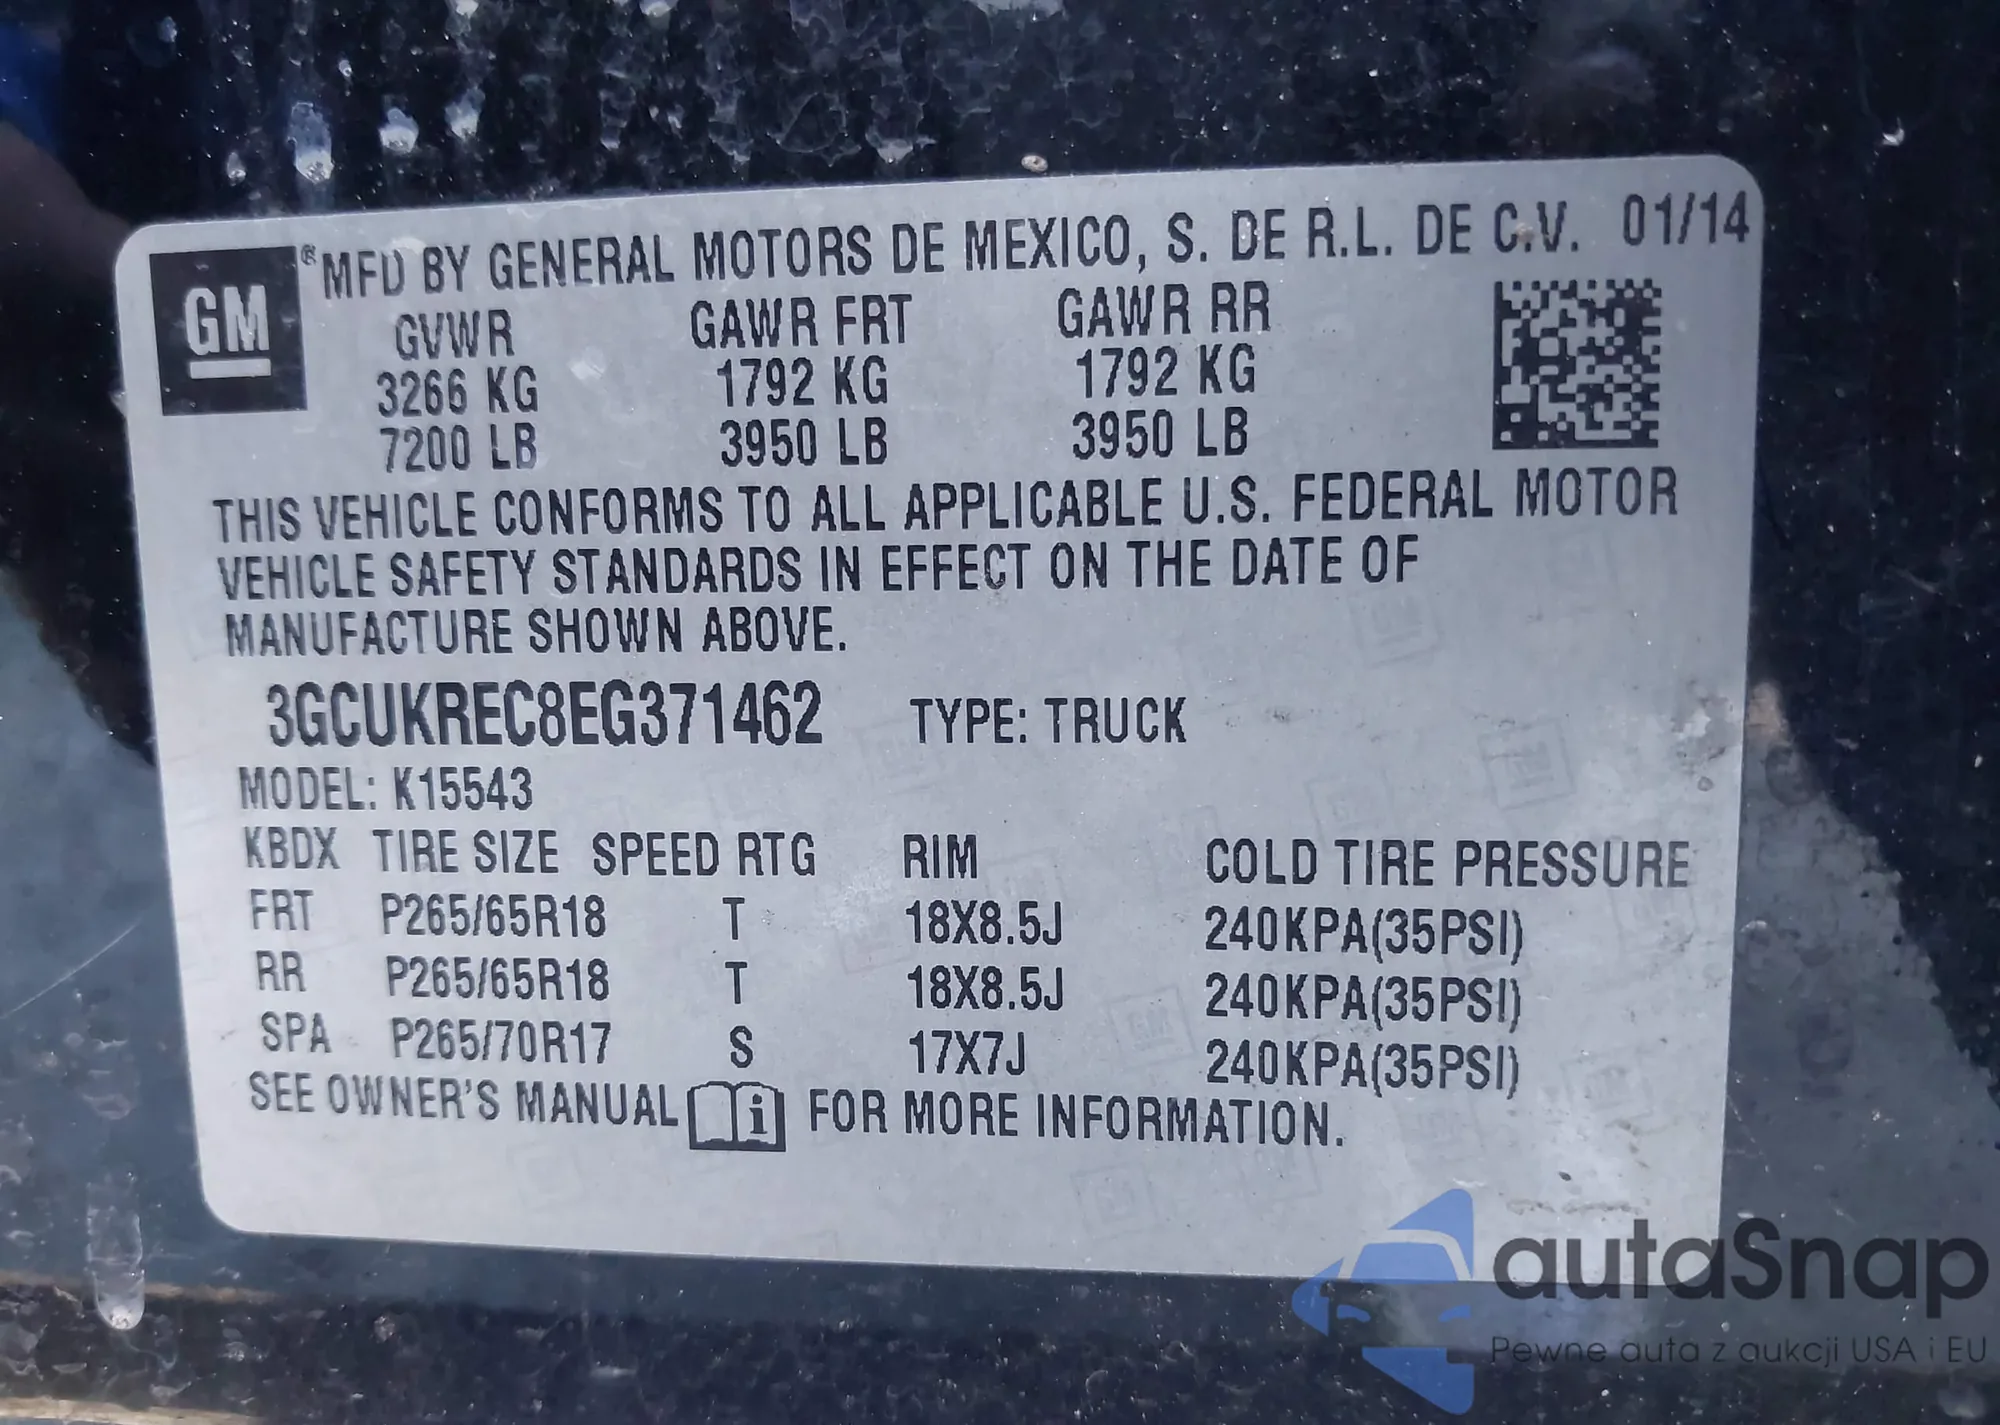 GM ® MFD BY GENERAL MOTORS DE MEXICO, S. DE R.L. DE C.V. 01/14
GVWR GAWR FRT GAWR RR
3266 KG 1792 KG 1792 KG
7200 LB 3950 LB 3950 LB
THIS VEHICLE CONFORMS TO ALL APPLICABLE U.S. FEDERAL MOTOR
VEHICLE SAFETY STANDARDS IN EFFECT ON THE DATE OF
MANUFACTURE SHOWN ABOVE.
3GCUKREC8EG371462 TYPE: TRUCK
MODEL: K15543
KBDX TIRE SIZE SPEED RTG RIM COLD TIRE PRESSURE
FRT P265/65R18 T 18X8.5J 240KPA(35PSI)
RR P265/65R18 T 18X8.5J 240KPA(35PSI)
SPA P265/70R17 S 17X7J 240KPA(35PSI)
SEE OWNER'S MANUAL i FOR MORE INFORMATION.
autaSnap
Pewne auta z aukcji USA i EU